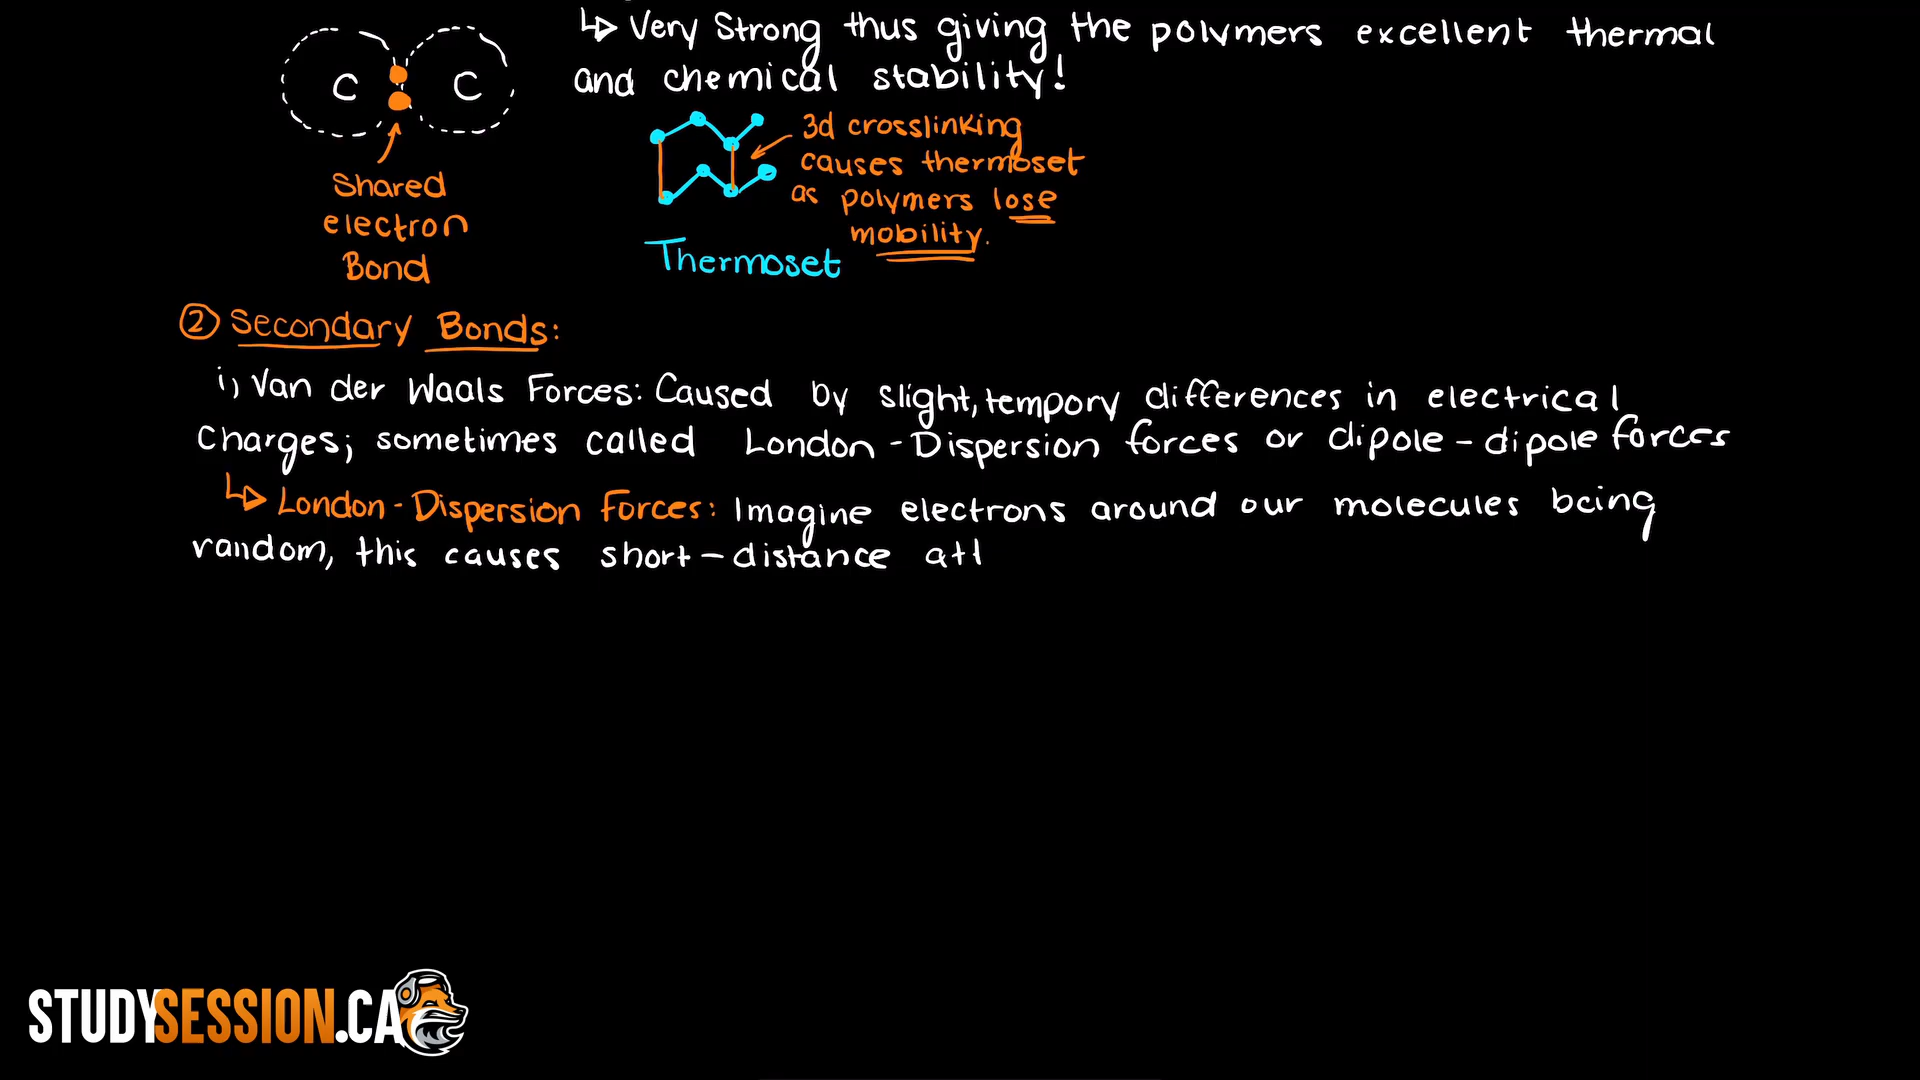 ↳ Very Strong thus giving the polymers excellent thermal
and chemical stability!
C C
Shared
electron
Bond
3d crosslinking
causes thermoset
as polymers lose
mobility.
Thermoset
② Secondary Bonds:
i) Van der Waals Forces: Caused by slight, tempory differences in electrical
Charges; sometimes called London-Dispersion forces or dipole-dipole forces
↳ London-Dispersion Forces: Imagine electrons around our molecules being
random, this causes short-distance att
STUDYSESSION.CA